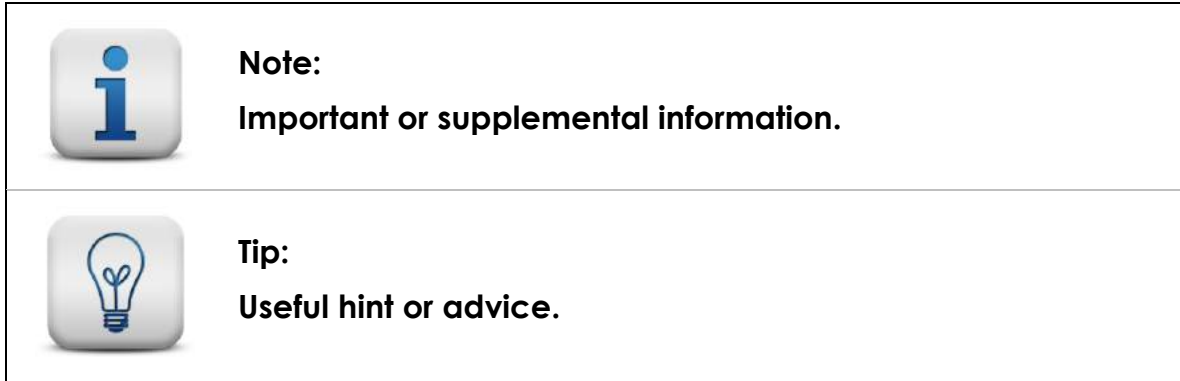 Note:
Important or supplemental information.
Tip:
Useful hint or advice.